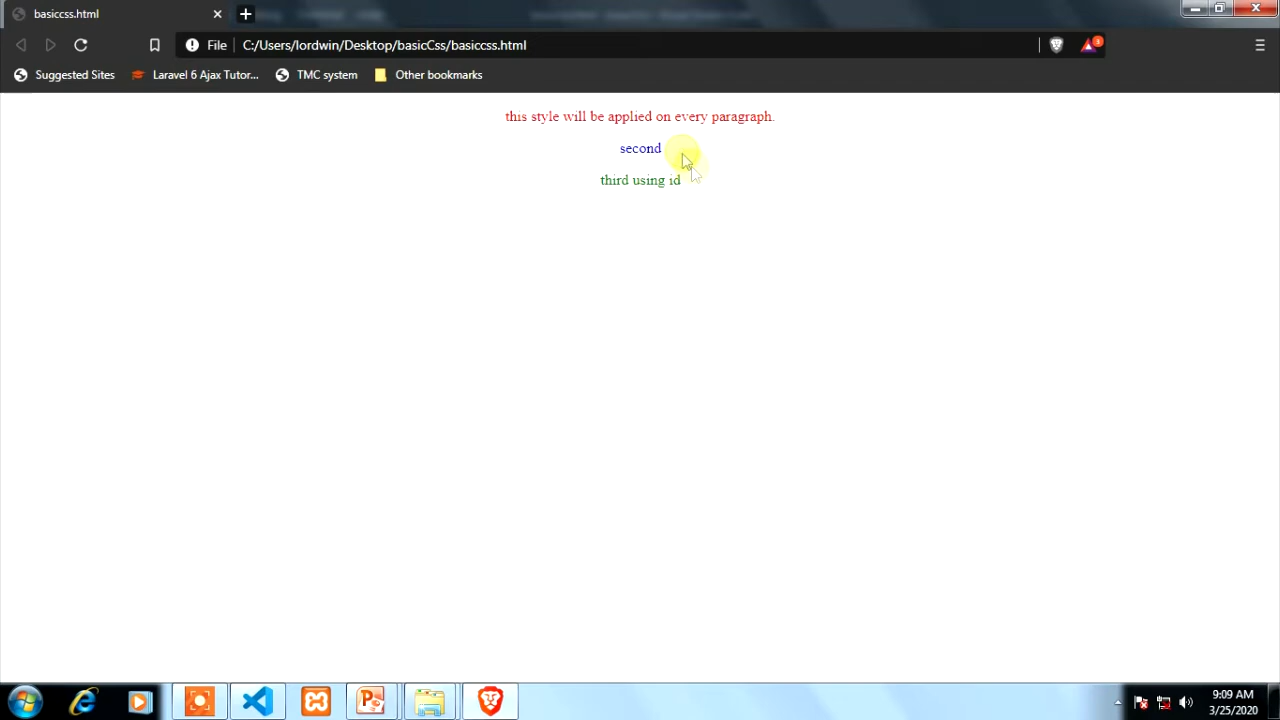 basiccss.html
File C:/Users/lordwin/Desktop/basicCss/basiccss.html
3
Suggested Sites Laravel 6 Ajax Tutor... TMC system Other bookmarks
this style will be applied on every paragraph.
second
third using id
9:09 AM
3/25/2020